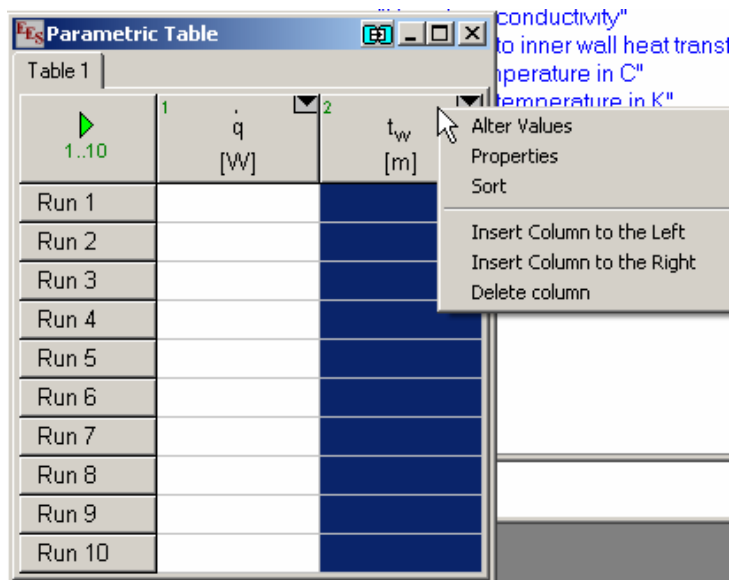 conductivity"
EES Parametric Table
to inner wall heat transf
Table 1
nperature in C"
temperature in K"
1..10
1
q̇
[W]
2
tw
[m]
Alter Values
Properties
Sort
Insert Column to the Left
Insert Column to the Right
Delete column
Run 1
Run 2
Run 3
Run 4
Run 5
Run 6
Run 7
Run 8
Run 9
Run 10